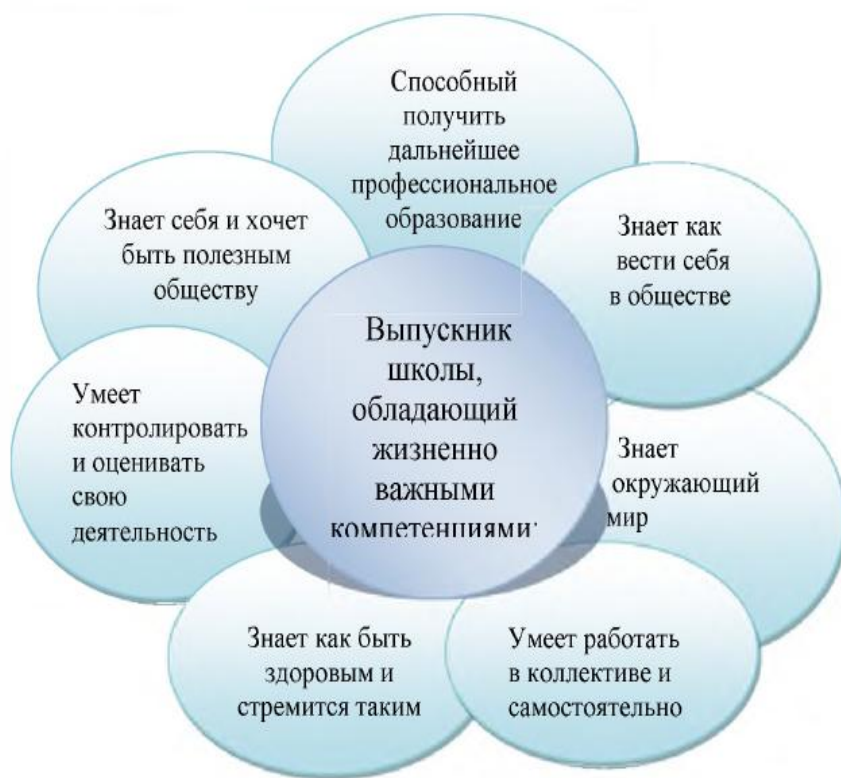 Способный
получить
дальнейшее
профессиональное
образование
Знает как
вести себя
в обществе
Знает
окружающий
мир
Умеет работать
в коллективе и
самостоятельно
Знает как быть
здоровым и
стремится таким
Умеет
контролировать
и оценивать
свою
деятельность
Знает себя и хочет
быть полезным
обществу
Выпускник
школы,
обладающий
жизненно
важными
компетенциями: